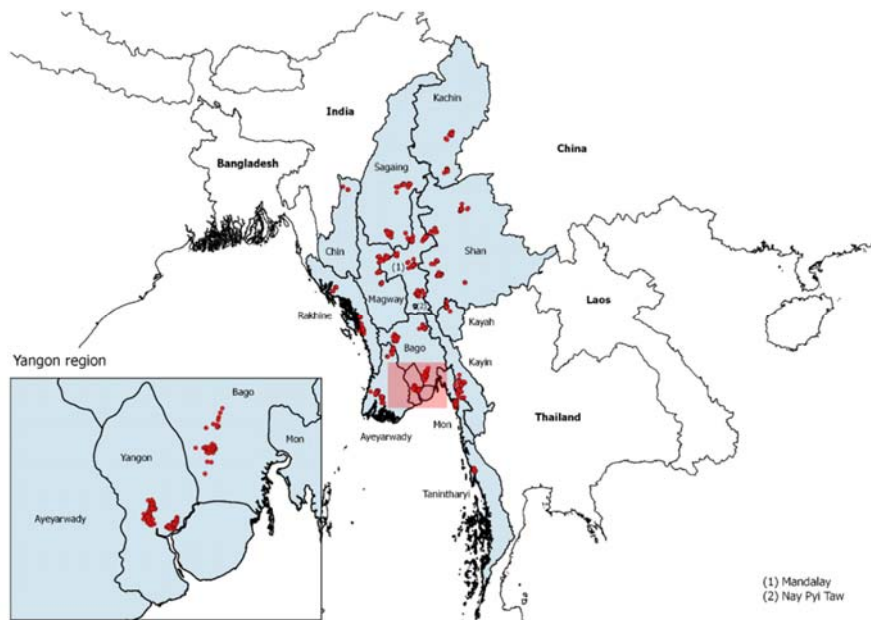 Kachin
India
China
Bangladesh
Sagaing
Chin
Shan
(1)
Magway
(2)
Laos
Rakhine
Kayah
Yangon region
Bago
Kayin
Bago
Thailand
Mon
Mon
Ayeyarwady
Yangon
Tanintharyi
Ayeyarwady
(1) Mandalay
(2) Nay Pyi Taw